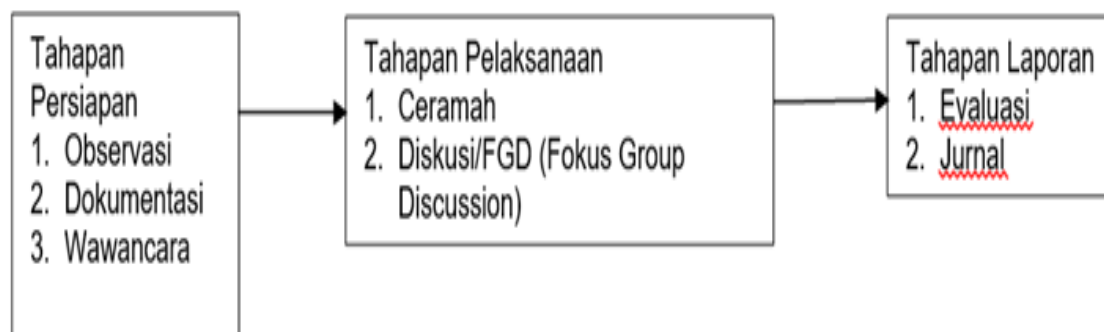 Tahapan
Persiapan
1. Observasi
2. Dokumentasi
3. Wawancara
Tahapan Pelaksanaan
1. Ceramah
2. Diskusi/FGD (Fokus Group
Discussion)
Tahapan Laporan
1. Evaluasi
2. Jurnal